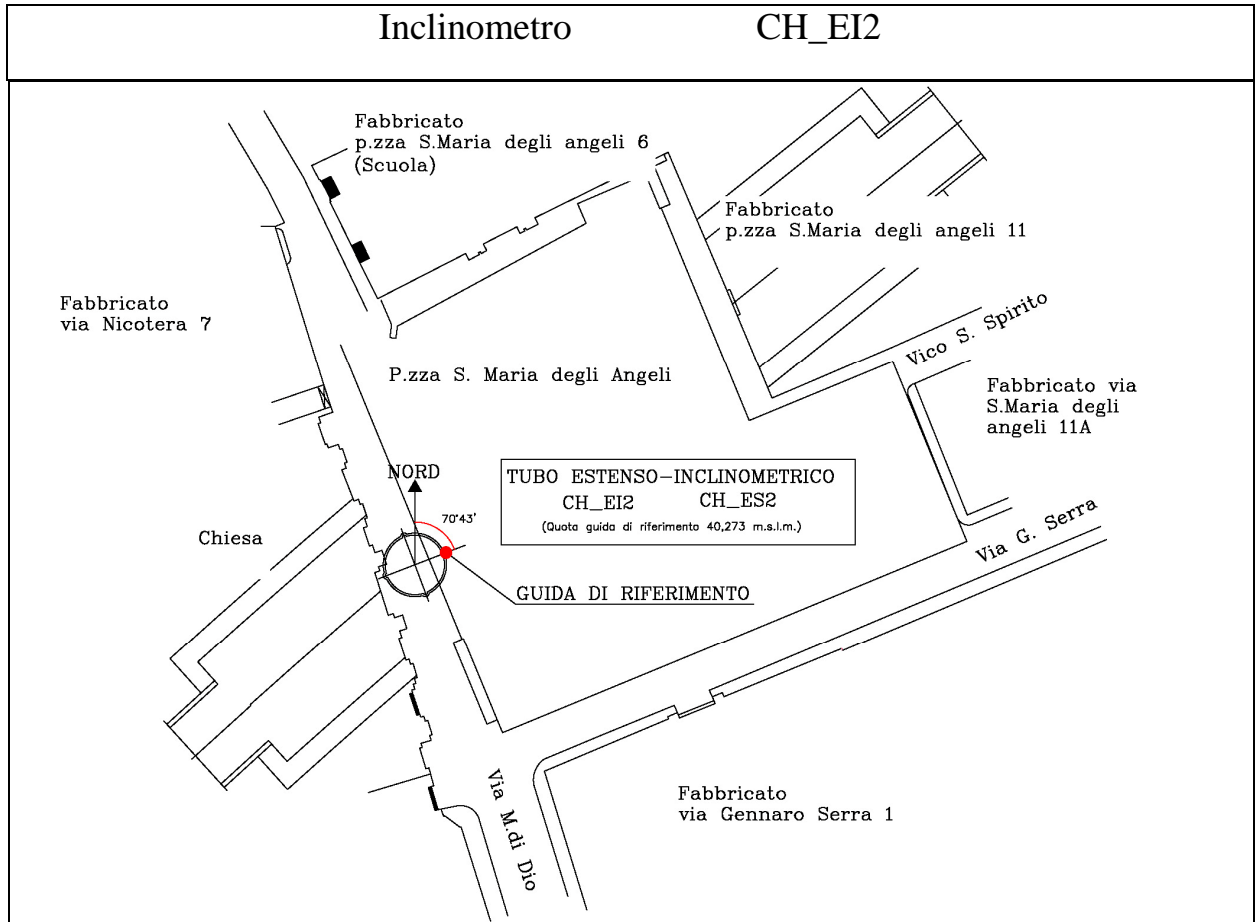 Inclinometro CH_EI2
Fabbricato
p.zza S.Maria degli angeli 6
(Scuola)
Fabbricato
p.zza S.Maria degli angeli 11
Fabbricato
via Nicotera 7
Vico S. Spirito
P.zza S. Maria degli Angeli
Fabbricato via
S.Maria degli
angeli 11A
NORD
70°43'
TUBO ESTENSO-INCLINOMETRICO
CH_EI2 CH_ES2
(Quota guida di riferimento 40,273 m.s.l.m.)
Via G. Serra
Chiesa
GUIDA DI RIFERIMENTO
Via M.di Dio
Fabbricato
via Gennaro Serra 1